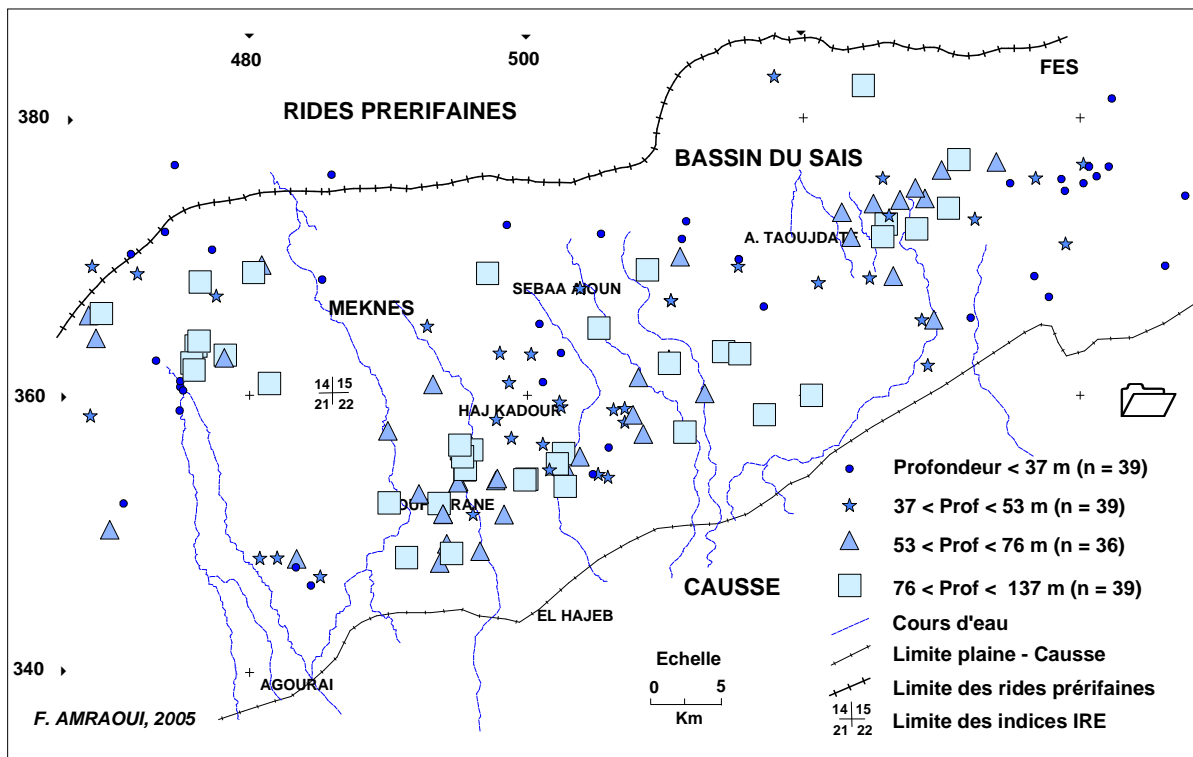 480
500
FES
380
RIDES PRERIFAINES
BASSIN DU SAIS
A. TAOUJDATE
SEBAA AIOUN
MEKNES
14 15
21 22
360
HAJ KADOUR
Profondeur < 37 m (n = 39)
37 < Prof < 53 m (n = 39)
53 < Prof < 76 m (n = 36)
76 < Prof < 137 m (n = 39)
CAUSSE
EL HAJEB
Cours d'eau
Limite plaine - Causse
Limite des rides prérifaines
14 15
21 22
Limite des indices IRE
Echelle
0 5
Km
340
AGOURAI
F. AMRAOUI, 2005